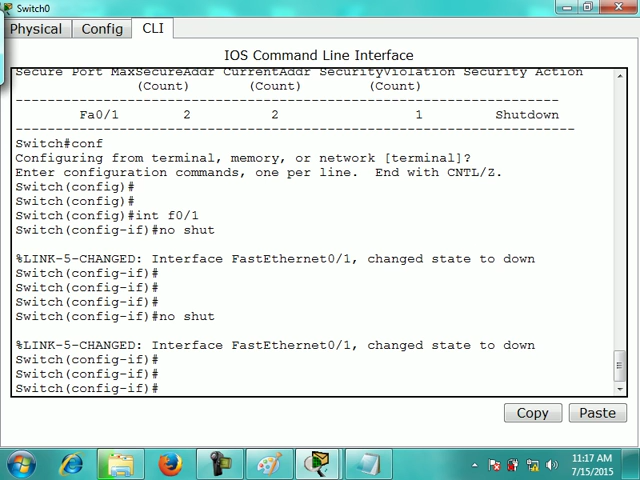 Switch0
Physical Config CLI
IOS Command Line Interface
Secure Port MaxSecureAddr CurrentAddr SecurityViolation Security Action
(Count) (Count) (Count)
--------------------------------------------------------------------
Fa0/1 2 2 1 Shutdown
----------------------------------------------------------------------
Switch#conf
Configuring from terminal, memory, or network [terminal]?
Enter configuration commands, one per line. End with CNTL/Z.
Switch(config)#
Switch(config)#
Switch(config)#int f0/1
Switch(config-if)#no shut
%LINK-5-CHANGED: Interface FastEthernet0/1, changed state to down
Switch(config-if)#
Switch(config-if)#
Switch(config-if)#
Switch(config-if)#no shut
%LINK-5-CHANGED: Interface FastEthernet0/1, changed state to down
Switch(config-if)#
Switch(config-if)#
Switch(config-if)#
Copy Paste
11:17 AM
7/15/2015